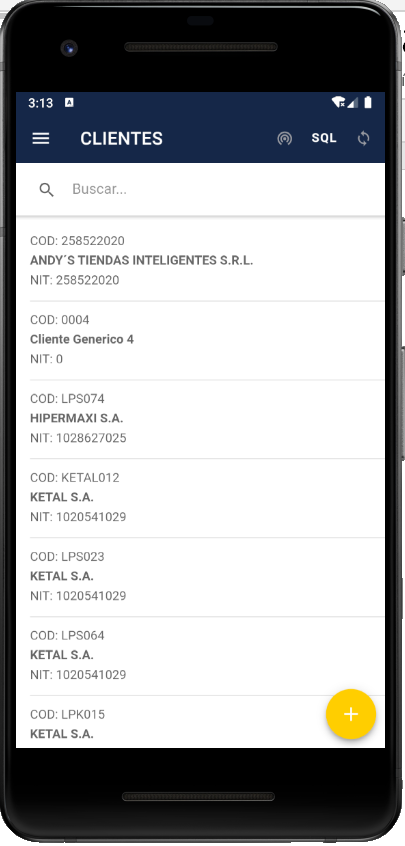 3:13 A
CLIENTES SQL
Buscar...
COD: 258522020
ANDY´S TIENDAS INTELIGENTES S.R.L.
NIT: 258522020
COD: 0004
Cliente Generico 4
NIT: 0
COD: LPS074
HIPERMAXI S.A.
NIT: 1028627025
COD: KETAL012
KETAL S.A.
NIT: 1020541029
COD: LPS023
KETAL S.A.
NIT: 1020541029
COD: LPS064
KETAL S.A.
NIT: 1020541029
COD: LPK015
KETAL S.A.